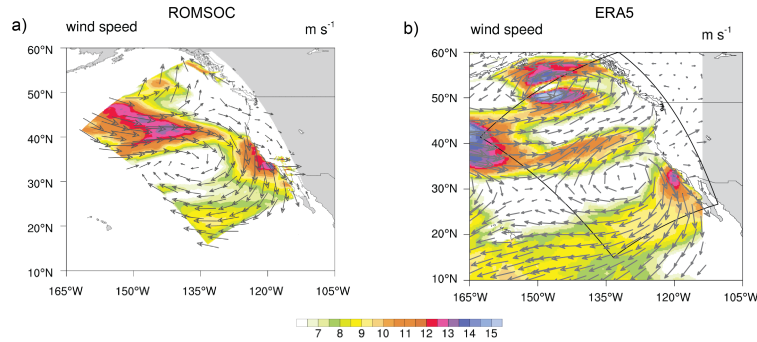 a) ROMSOC
wind speed m s⁻¹
60°N
50°N
40°N
30°N
20°N
10°N
165°W 150°W 135°W 120°W 105°W
b) ERA5
wind speed m s⁻¹
60°N
50°N
40°N
30°N
20°N
10°N
165°W 150°W 135°W 120°W 105°W
7 8 9 10 11 12 13 14 15